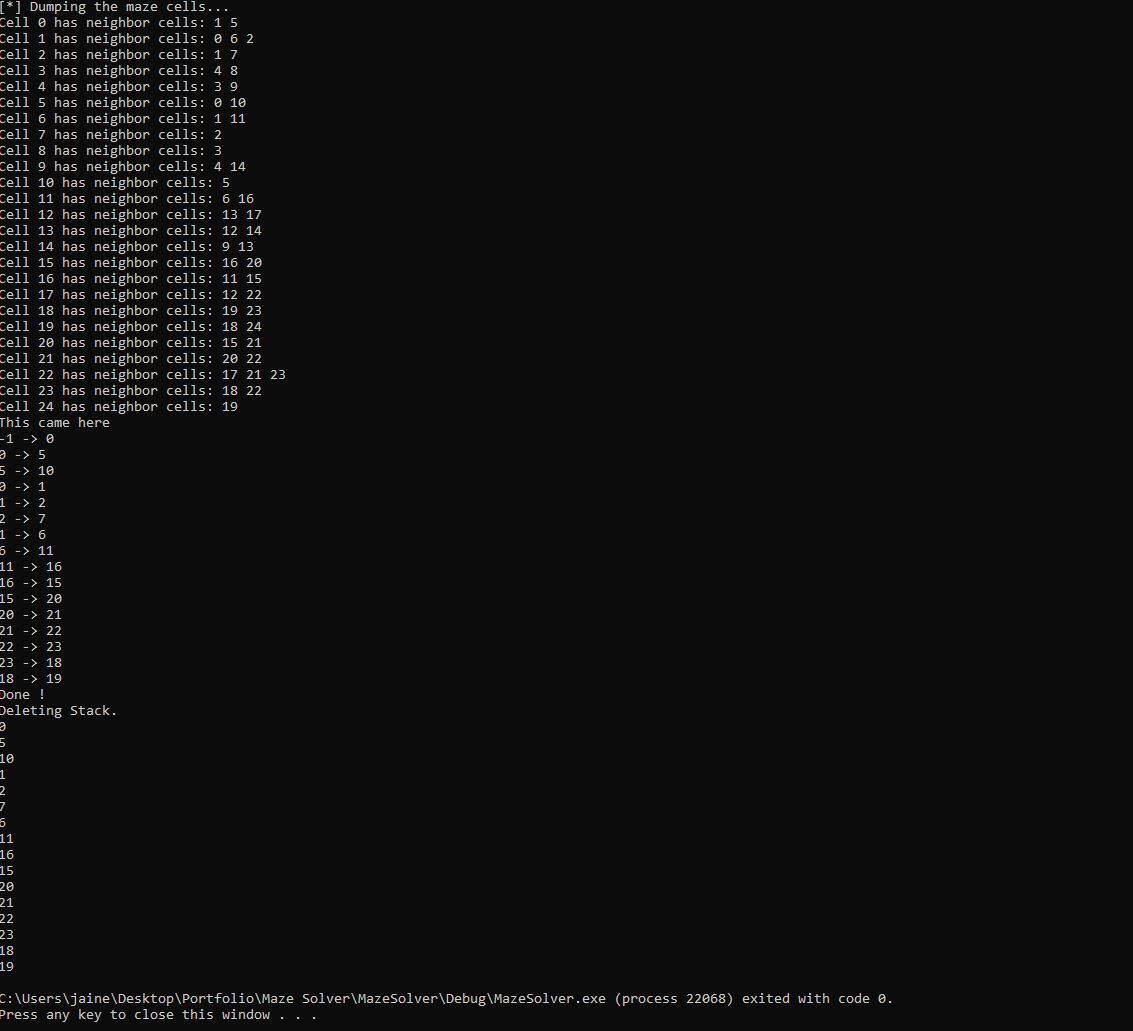 [*] Dumping the maze cells...
Cell 0 has neighbor cells: 1 5
Cell 1 has neighbor cells: 0 6 2
Cell 2 has neighbor cells: 1 7
Cell 3 has neighbor cells: 4 8
Cell 4 has neighbor cells: 3 9
Cell 5 has neighbor cells: 0 10
Cell 6 has neighbor cells: 1 11
Cell 7 has neighbor cells: 2
Cell 8 has neighbor cells: 3
Cell 9 has neighbor cells: 4 14
Cell 10 has neighbor cells: 5
Cell 11 has neighbor cells: 6 16
Cell 12 has neighbor cells: 13 17
Cell 13 has neighbor cells: 12 14
Cell 14 has neighbor cells: 9 13
Cell 15 has neighbor cells: 16 20
Cell 16 has neighbor cells: 11 15
Cell 17 has neighbor cells: 12 22
Cell 18 has neighbor cells: 19 23
Cell 19 has neighbor cells: 18 24
Cell 20 has neighbor cells: 15 21
Cell 21 has neighbor cells: 20 22
Cell 22 has neighbor cells: 17 21 23
Cell 23 has neighbor cells: 18 22
Cell 24 has neighbor cells: 19
This came here
-1 -> 0
0 -> 5
5 -> 10
0 -> 1
1 -> 2
2 -> 7
1 -> 6
6 -> 11
11 -> 16
16 -> 15
15 -> 20
20 -> 21
21 -> 22
22 -> 23
23 -> 18
18 -> 19
Done !
Deleting Stack.
0
5
10
1
2
7
6
11
16
15
20
21
22
23
18
19
C:\Users\jaine\Desktop\Portfolio\Maze Solver\MazeSolver\Debug\MazeSolver.exe (process 22068) exited with code 0.
Press any key to close this window . . .